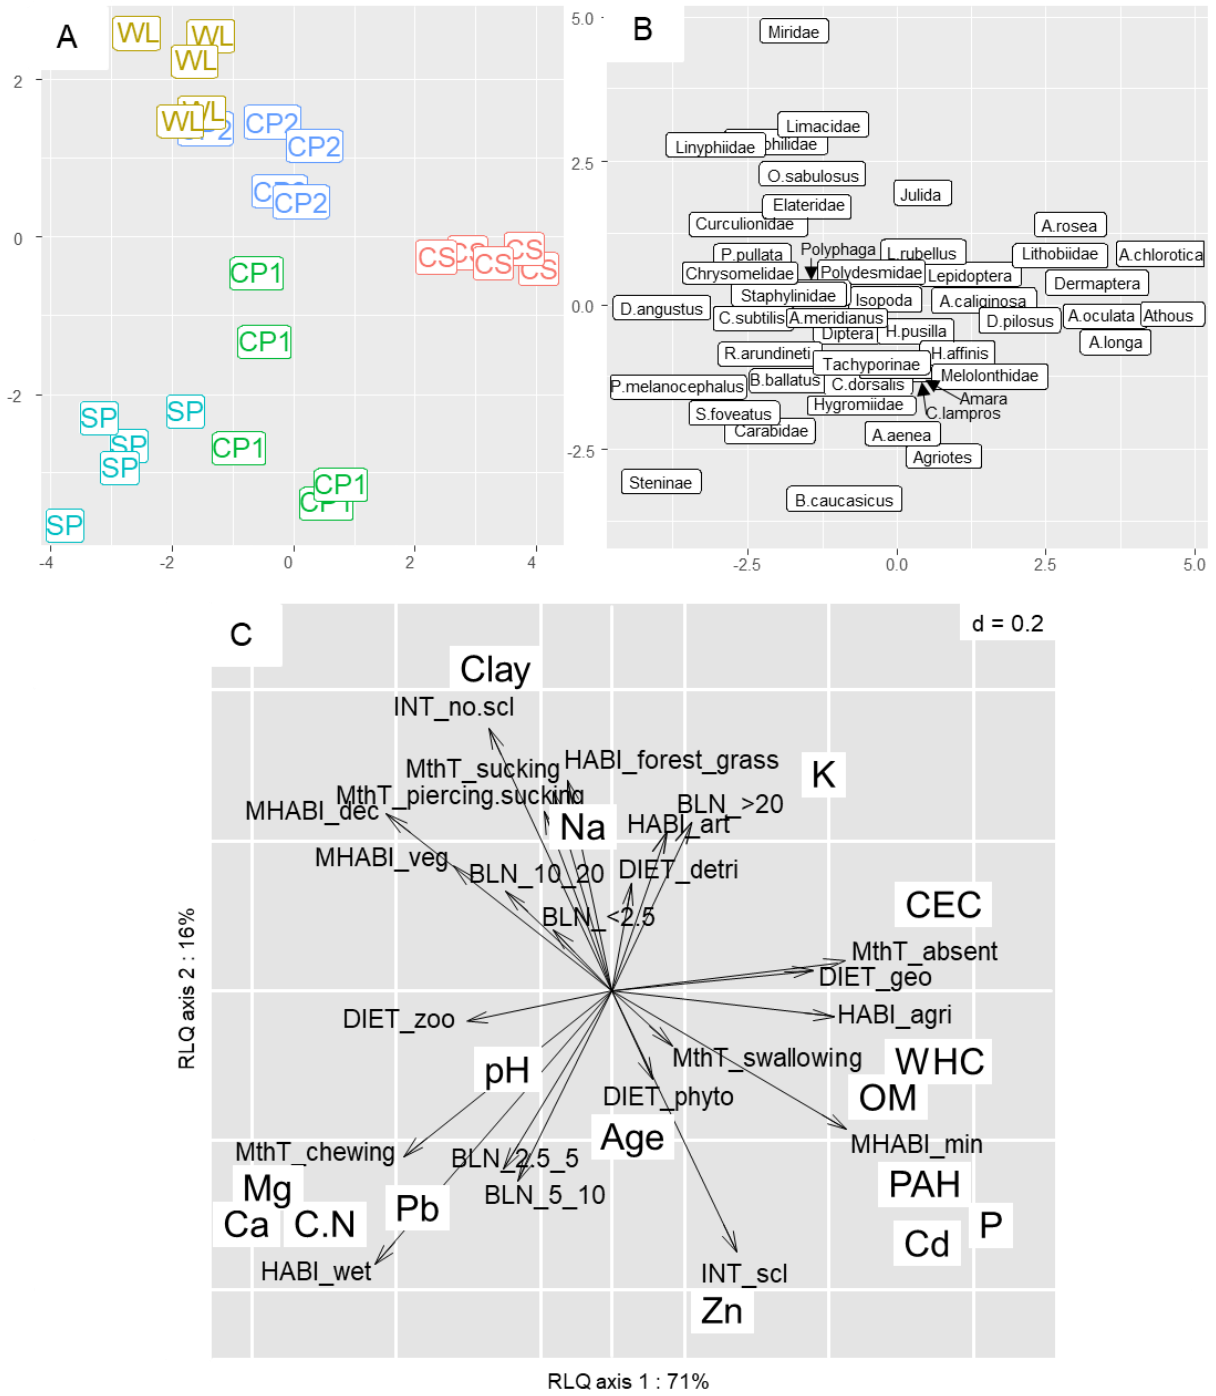 A
WL
WL
WL
WL
WL
CP2
CP2
CP2
CP2
CS
CS
CS
CS
CS
CP1
CP1
CP1
CP1
CP1
SP
SP
SP
SP
SP
2
0
-2
-4
-2
0
2
4
B
5.0
2.5
0.0
-2.5
-2.5
0.0
2.5
5.0
Miridae
Limacidae
Linyphiidae
O.sabulosus
Julida
Elateridae
Curculionidae
A.rosea
P.pullata
Polyphaga
L.rubellus
Lithobiidae
A.chlorotica
Chrysomelidae
Polydesmidae
Lepidoptera
Dermaptera
Staphylinidae
Isopoda
A.caliginosa
D.angustus
C.subtilis
A.meridianus
D.pilosus
A.oculata
Athous
Diptera
H.pusilla
A.longa
R.arundineti
H.affinis
Tachyporinae
Melolonthidae
P.melanocephalus
B.ballatus
C.dorsalis
Amara
S.foveatus
Hygromiidae
C.lampros
Carabidae
A.aenea
Agriotes
Steninae
B.caucasicus
C
d = 0.2
Clay
INT_no.scl
MthT_sucking
HABI_forest_grass
K
MthT_piercing.sucking
MHABI_dec
BLN_>20
Na
HABI_art
MHABI_veg
BLN_10_20
DIET_detri
CEC
BLN_<2.5
MthT_absent
DIET_geo
DIET_zoo
HABI_agri
pH
MthT_swallowing
WHC
DIET_phyto
OM
Age
MHABI_min
MthT_chewing
BLN_2.5_5
Mg
BLN_5_10
PAH
Ca
C.N
Pb
P
Cd
HABI_wet
INT_scl
Zn
RLQ axis 2 : 16%
RLQ axis 1 : 71%